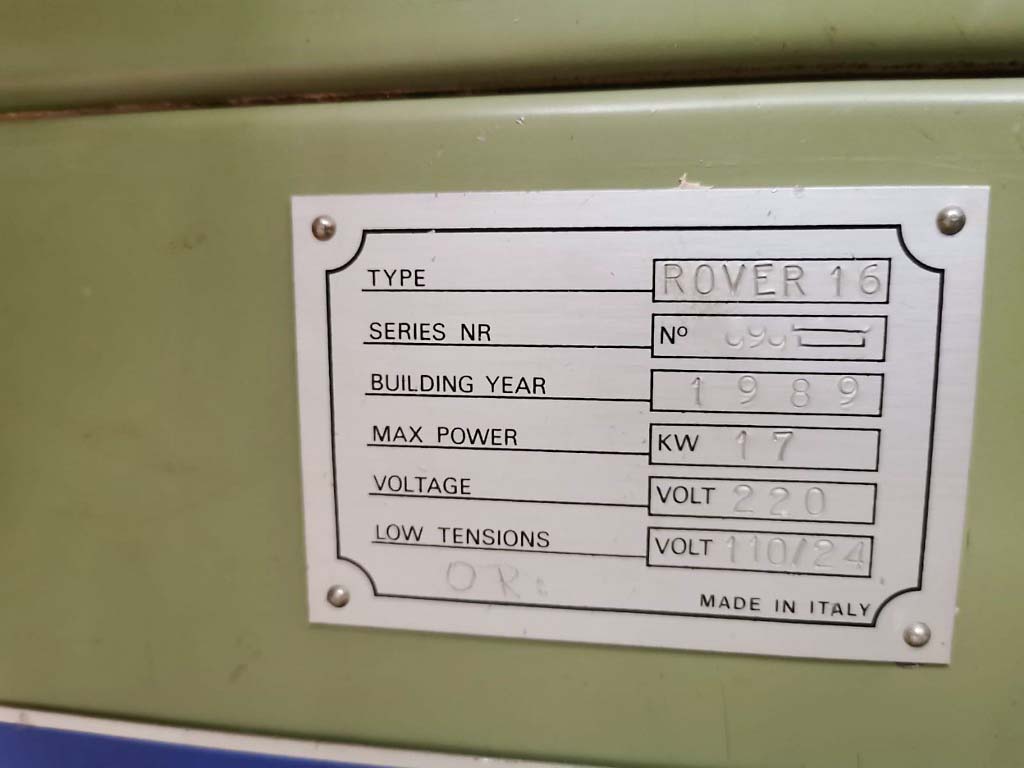 TYPE ROVER 16
SERIES NR Nº
BUILDING YEAR 1989
MAX POWER KW 17
VOLTAGE VOLT 220
LOW TENSIONS VOLT 110/24
OR:
MADE IN ITALY